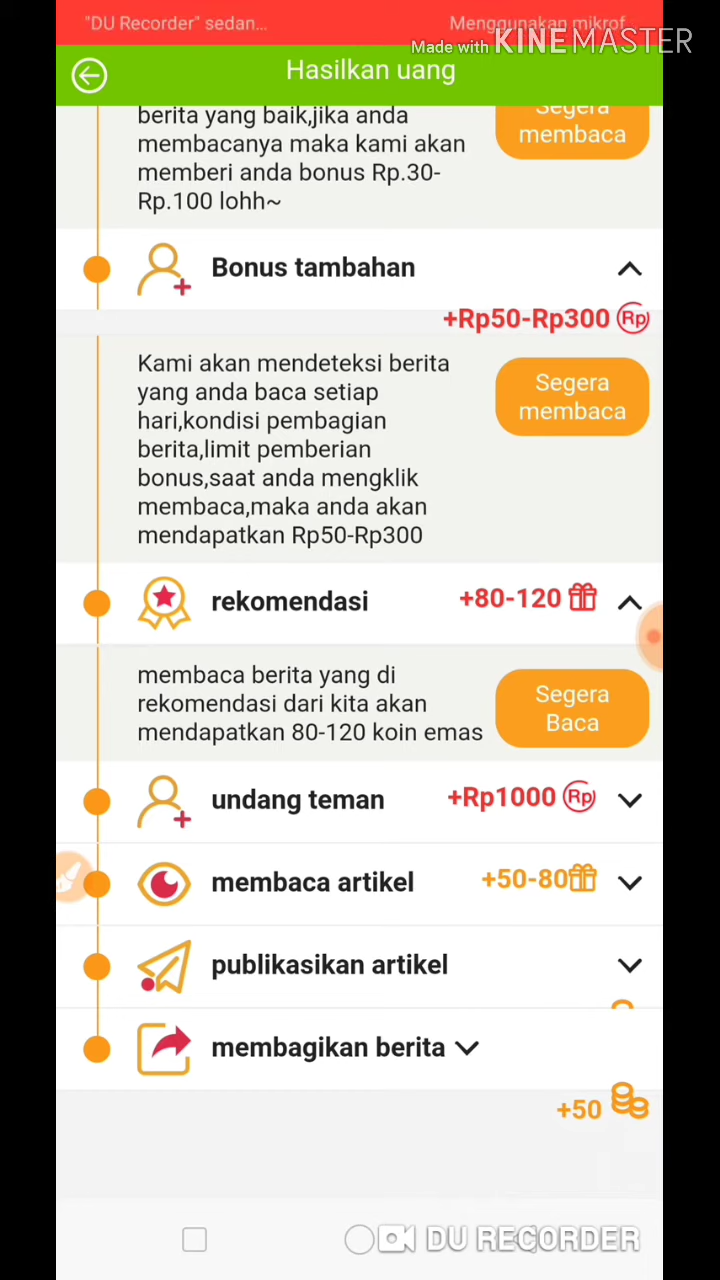 "DU Recorder" sedan...
Menggunakan mikrof
Made with KINEMASTER
Hasilkan uang
berita yang baik,jika anda
membacanya maka kami akan
memberi anda bonus Rp.30-
Rp.100 lohh~
Segera
membaca
Bonus tambahan
+Rp50-Rp300 Rp
Kami akan mendeteksi berita
yang anda baca setiap
hari,kondisi pembagian
berita,limit pemberian
bonus,saat anda mengklik
membaca,maka anda akan
mendapatkan Rp50-Rp300
Segera
membaca
rekomendasi
+80-120
membaca berita yang di
rekomendasi dari kita akan
mendapatkan 80-120 koin emas
Segera
Baca
undang teman
+Rp1000 Rp
membaca artikel
+50-80
publikasikan artikel
membagikan berita
+50
DU RECORDER